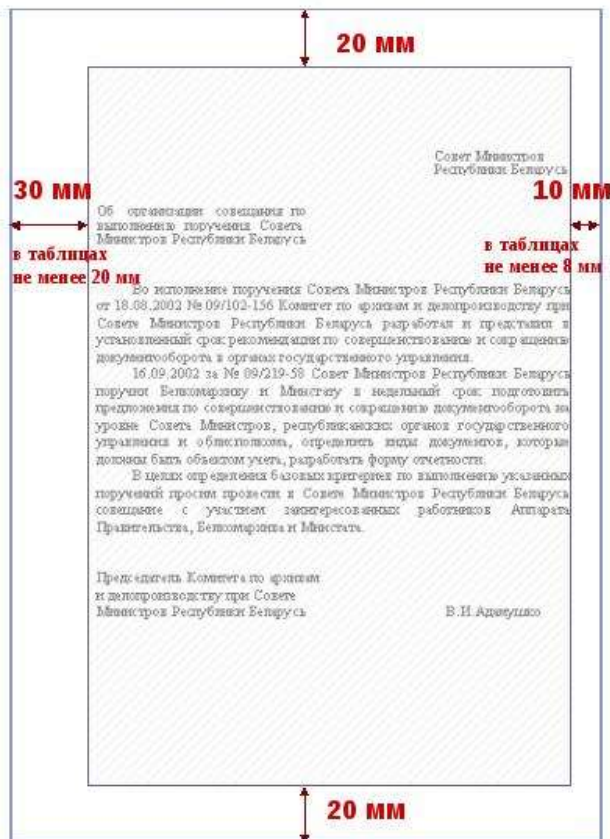 20 мм
Совет Министров
Республики Беларусь
30 мм
10 мм
Об организации совещания по
выполнению поручения Совета
Министров Республики Беларусь
в таблицах
не менее 20 мм
в таблицах
не менее 8 мм
Во исполнение поручения Совета Министров Республики Беларусь
от 18.08.2002 № 09/102-156 Комитет по архивам и делопроизводству при
Совете Министров Республики Беларусь разработал и представил в
установленный срок рекомендации по совершенствованию и сокращению
документооборота в органах государственного управления.
16.09.2002 за № 09/219-58 Совет Министров Республики Беларусь
поручил Белкомархиву и Минстату в недельный срок подготовить
предложения по совершенствованию и сокращению документооборота на
уровне Совета Министров, республиканских органов государственного
управления и облисполкома, определить виды документов, которые
должны быть объектом учета, разработать форму отчетности.
В целях определения базовых критериев по выполнению указанных
поручений просим провести в Совете Министров Республики Беларусь
совещание с участием заинтересованных работников Аппарата
Правительства, Белкомархива и Минстата.
Председатель Комитета по архивам
и делопроизводству при Совете
Министров Республики Беларусь
В.И.Адамушко
20 мм